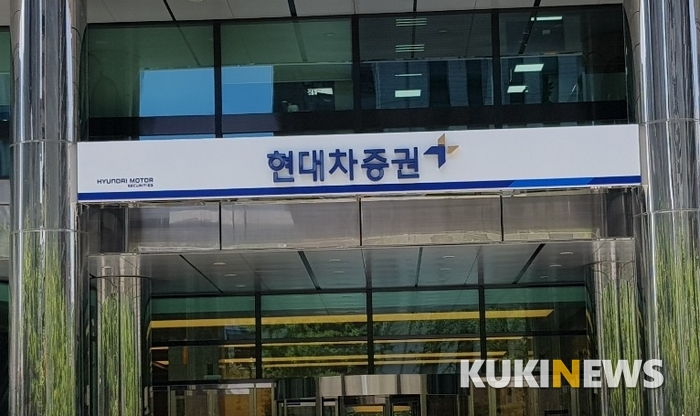 현대차증권
HYUNDAI MOTOR
SECURITIES
KUKINEWS